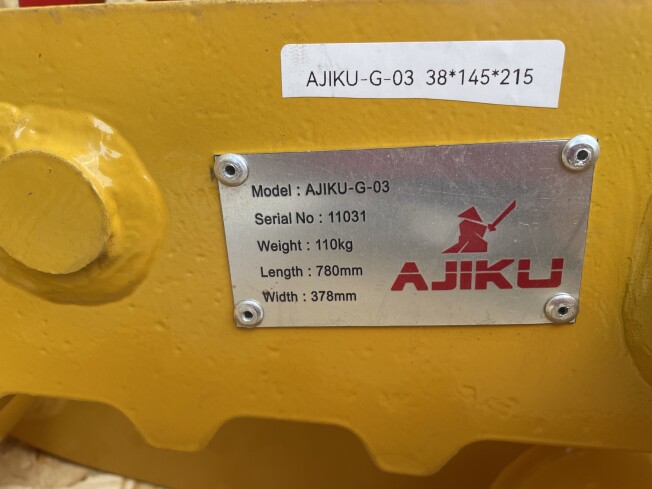 AJIKU-G-03 38*145*215
Model : AJIKU-G-03
Serial No : 11031
Weight : 110kg
Length : 780mm
Width : 378mm
AJIKU